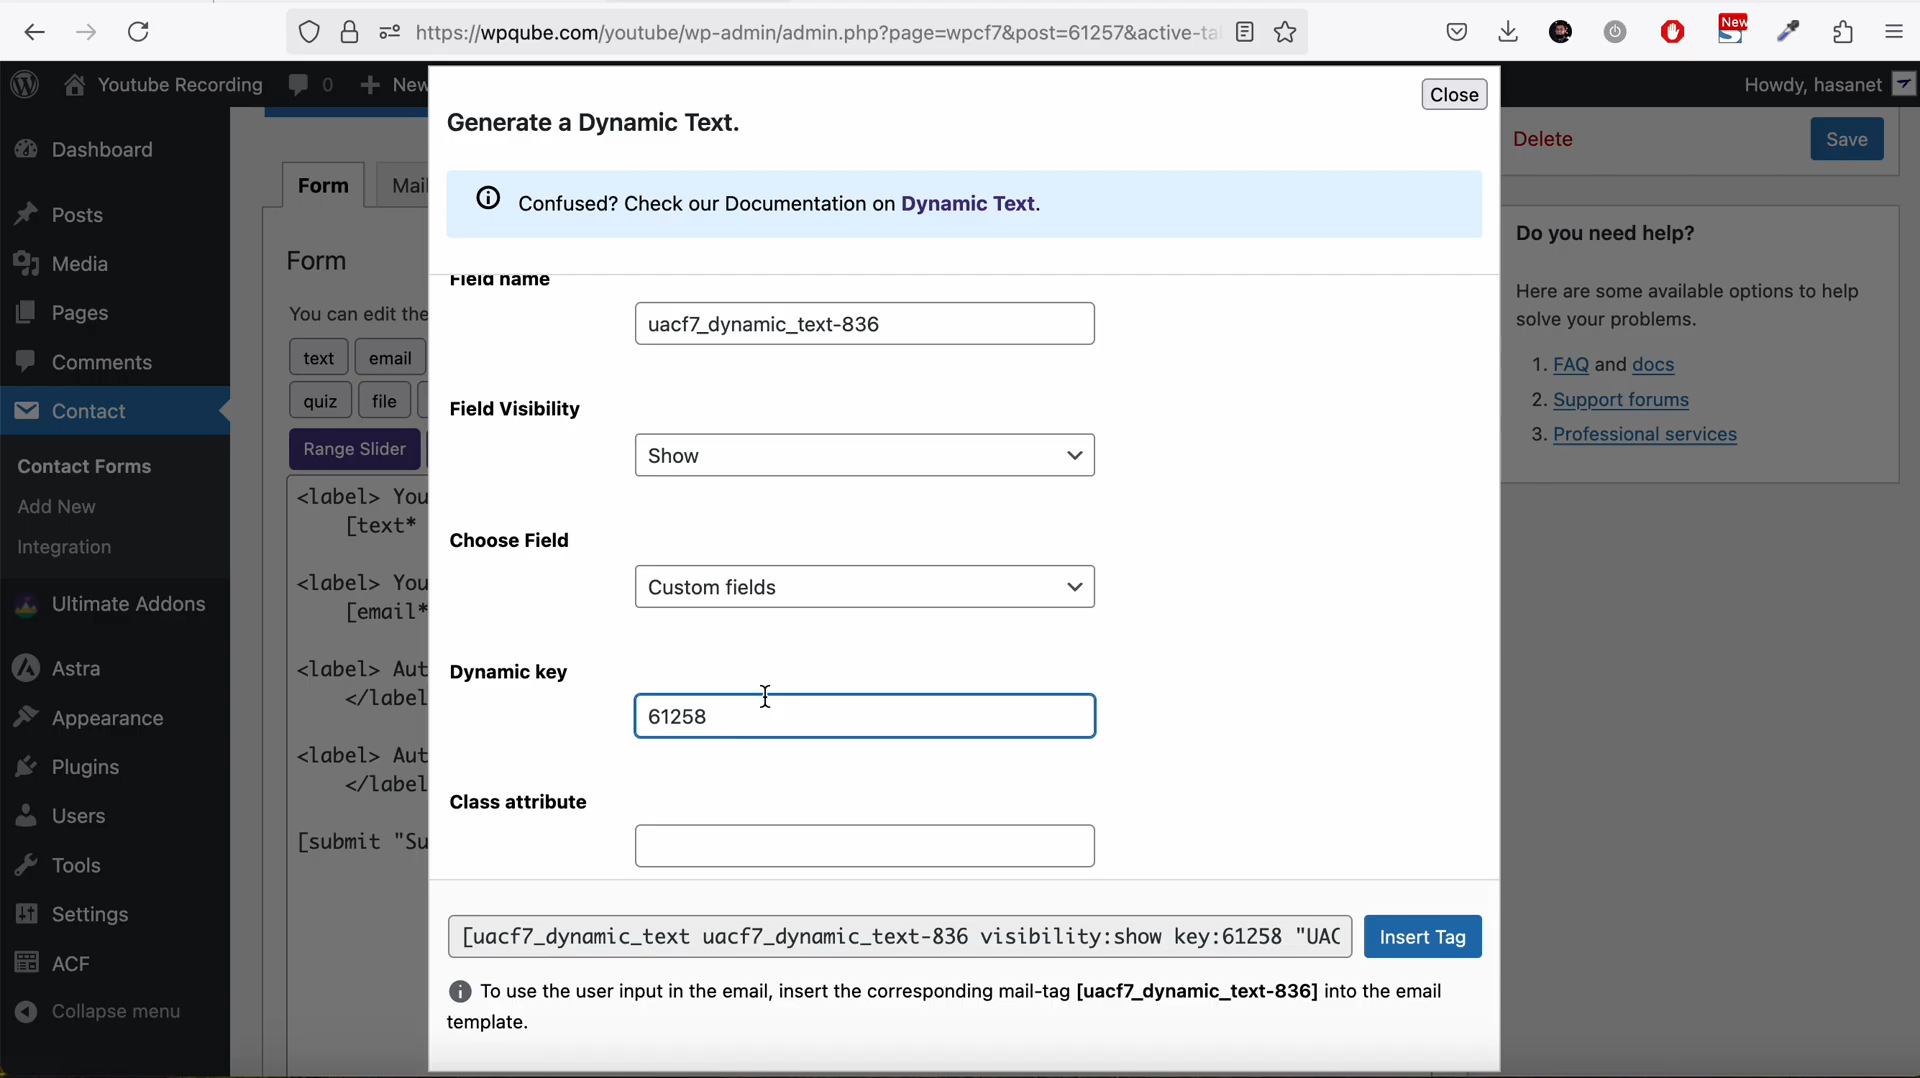 https://wpqube.com/youtube/wp-admin/admin.php?page=wpcf7&post=61257&active-ta
New
Youtube Recording 0 + New
Howdy, hasanet
Close
Generate a Dynamic Text.
Confused? Check our Documentation on Dynamic Text.
Delete
Save
Dashboard
Posts
Media
Pages
Comments
Contact
Contact Forms
Add New
Integration
Ultimate Addons
Astra
Appearance
Plugins
Users
Tools
Settings
ACF
Collapse menu
Form
Mail
Form
You can edit the
text email
quiz file
Range Slider
<label> You
[text*
<label> You
[email*
<label> Aut
</label
<label> Aut
</label
[submit "Su
Field name
uacf7_dynamic_text-836
Field Visibility
Show
Choose Field
Custom fields
Dynamic key
61258
Class attribute
[uacf7_dynamic_text uacf7_dynamic_text-836 visibility:show key:61258 "UAC
Insert Tag
To use the user input in the email, insert the corresponding mail-tag [uacf7_dynamic_text-836] into the email
template.
Do you need help?
Here are some available options to help
solve your problems.
1. FAQ and docs
2. Support forums
3. Professional services